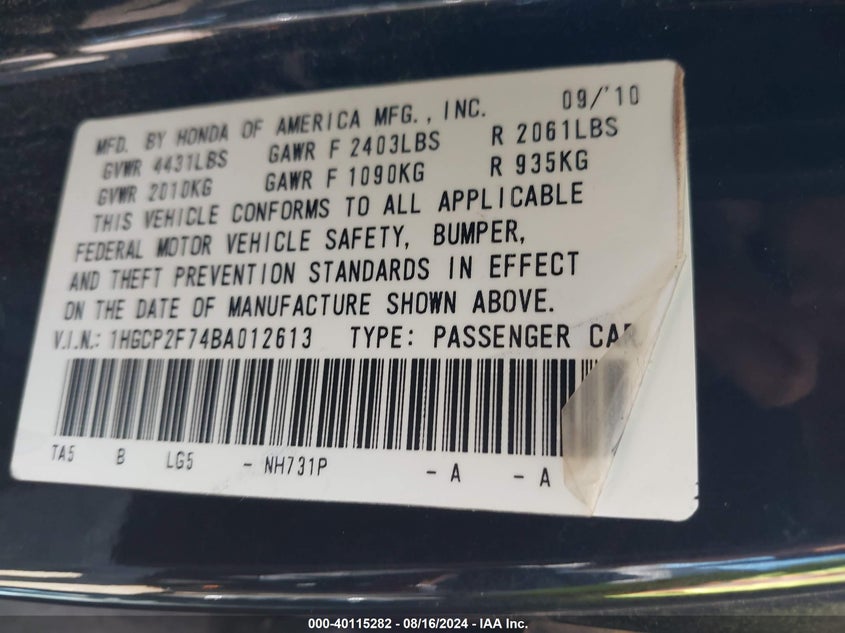 MFD. BY HONDA OF AMERICA MFG., INC. 09/'10
GVWR 4431LBS GAWR F 2403LBS R 2061LBS
GVWR 2010KG GAWR F 1090KG R 935KG
THIS VEHICLE CONFORMS TO ALL APPLICABLE
FEDERAL MOTOR VEHICLE SAFETY, BUMPER,
AND THEFT PREVENTION STANDARDS IN EFFECT
ON THE DATE OF MANUFACTURE SHOWN ABOVE.
V.I.N.: 1HGCP2F74BA012613 TYPE: PASSENGER CAR
TA5 B LG5 - NH731P - A - A
000-40115282 - 08/16/2024 - IAA Inc.